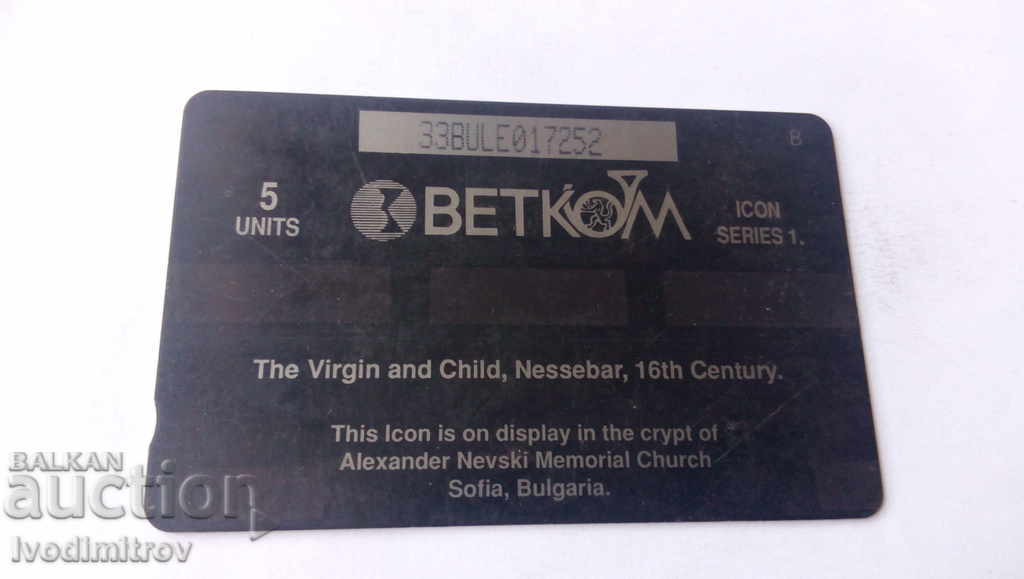 33BULE017252
B
5
UNITS
BETKOM
ICON
SERIES 1.
The Virgin and Child, Nessebar, 16th Century.
This Icon is on display in the crypt of
Alexander Nevski Memorial Church
Sofia, Bulgaria.
BALKAN
auction
Ivodimitrov